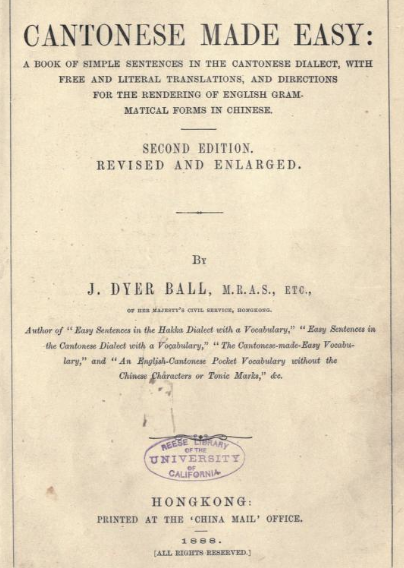 CANTONESE MADE EASY:
A BOOK OF SIMPLE SENTENCES IN THE CANTONESE DIALECT, WITH
FREE AND LITERAL TRANSLATIONS, AND DIRECTIONS
FOR THE RENDERING OF ENGLISH GRAM-
MATICAL FORMS IN CHINESE.
SECOND EDITION.
REVISED AND ENLARGED.
BY
J. DYER BALL, M.R.A.S., ETC.,
OF HER MAJESTY'S CIVIL SERVICE, HONGKONG.
Author of "Easy Sentences in the Hakka Dialect with a Vocabulary," "Easy Sentences in
the Cantonese Dialect with a Vocabulary," "The Cantonese-made-Easy Vocabu-
lary," and "An English-Cantonese Pocket Vocabulary without the
Chinese Characters or Tonic Marks," &c.
REESE LIBRARY
OF THE
UNIVERSITY
OF
CALIFORNIA
HONGKONG:
PRINTED AT THE 'CHINA MAIL' OFFICE.
1888.
[ALL RIGHTS RESERVED.]